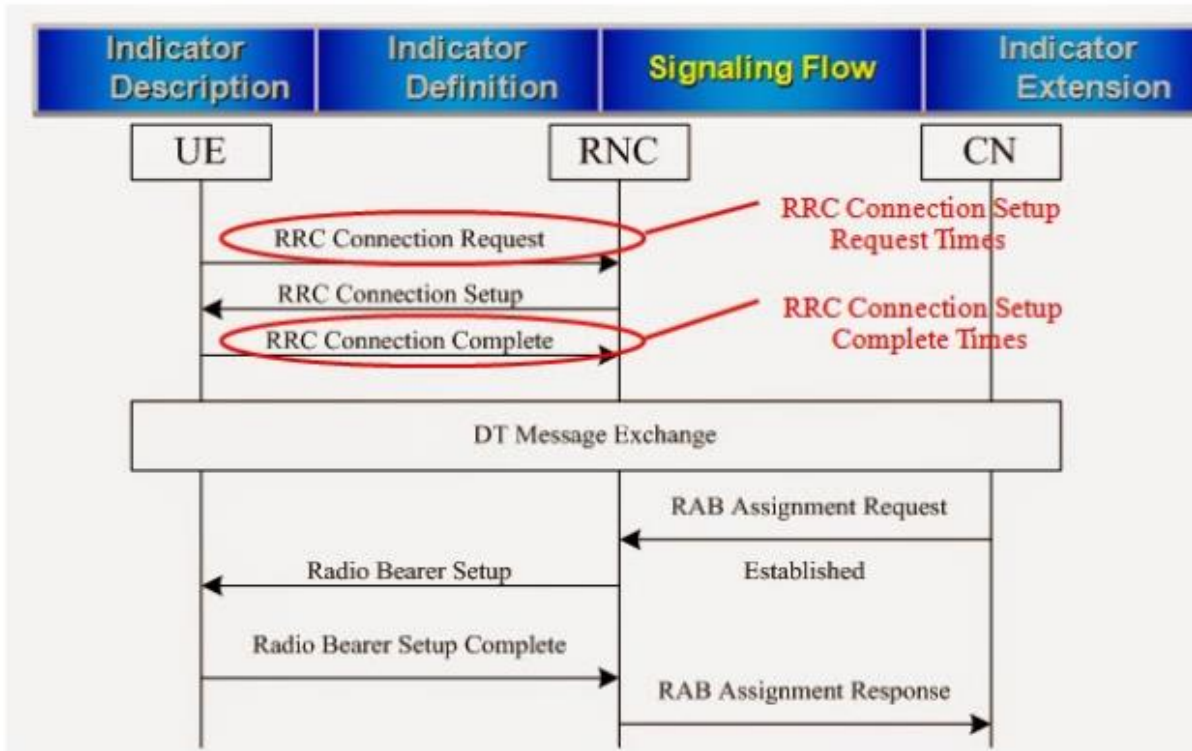 Indicator
Description
Indicator
Definition
Signaling Flow
Indicator
Extension
UE
RNC
CN
RRC Connection Request
RRC Connection Setup
Request Times
RRC Connection Setup
RRC Connection Setup
Complete Times
RRC Connection Complete
DT Message Exchange
RAB Assignment Request
Radio Bearer Setup
Established
Radio Bearer Setup Complete
RAB Assignment Response